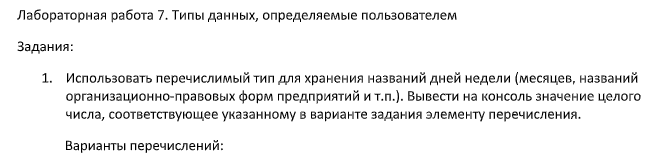 Лабораторная работа 7. Типы данных, определяемые пользователем
Задания:
1. Использовать перечислимый тип для хранения названий дней недели (месяцев, названий
организационно-правовых форм предприятий и т.п.). Вывести на консоль значение целого
числа, соответствующее указанному в варианте задания элементу перечисления.
Варианты перечислений: